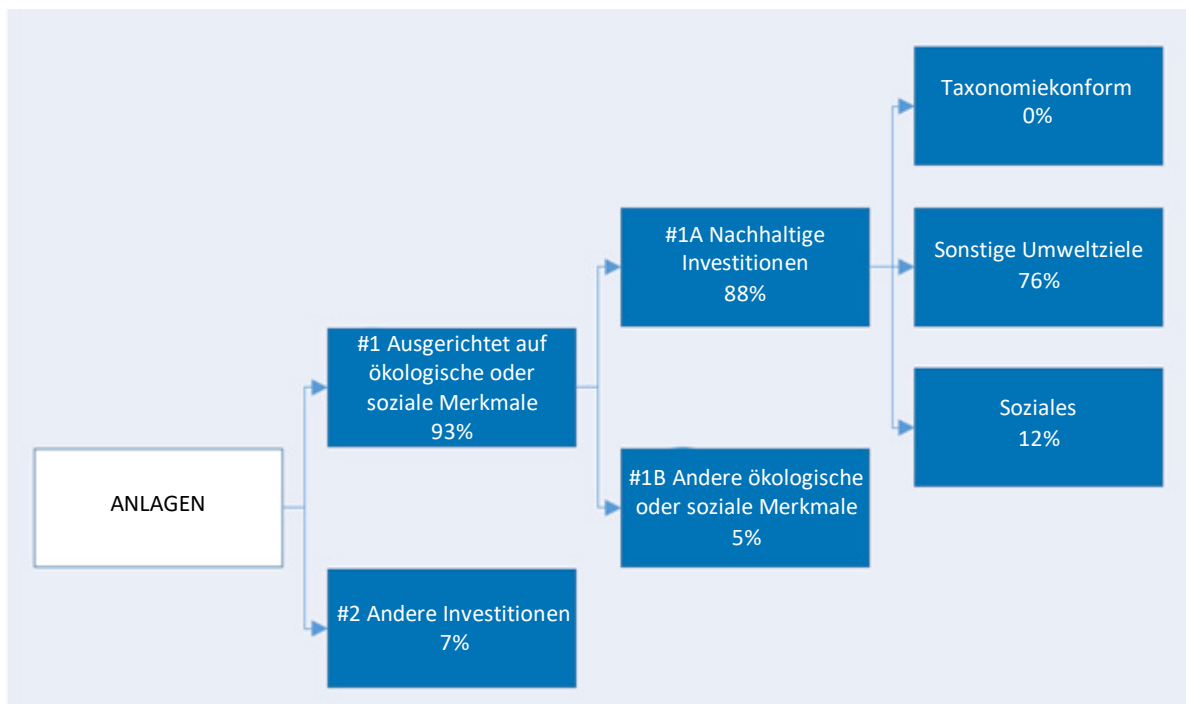 Taxonomiekonform
0%
#1A Nachhaltige
Investitionen
88%
Sonstige Umweltziele
76%
#1 Ausgerichtet auf
ökologische oder
soziale Merkmale
93%
Soziales
12%
ANLAGEN
#1B Andere ökologische
oder soziale Merkmale
5%
#2 Andere Investitionen
7%